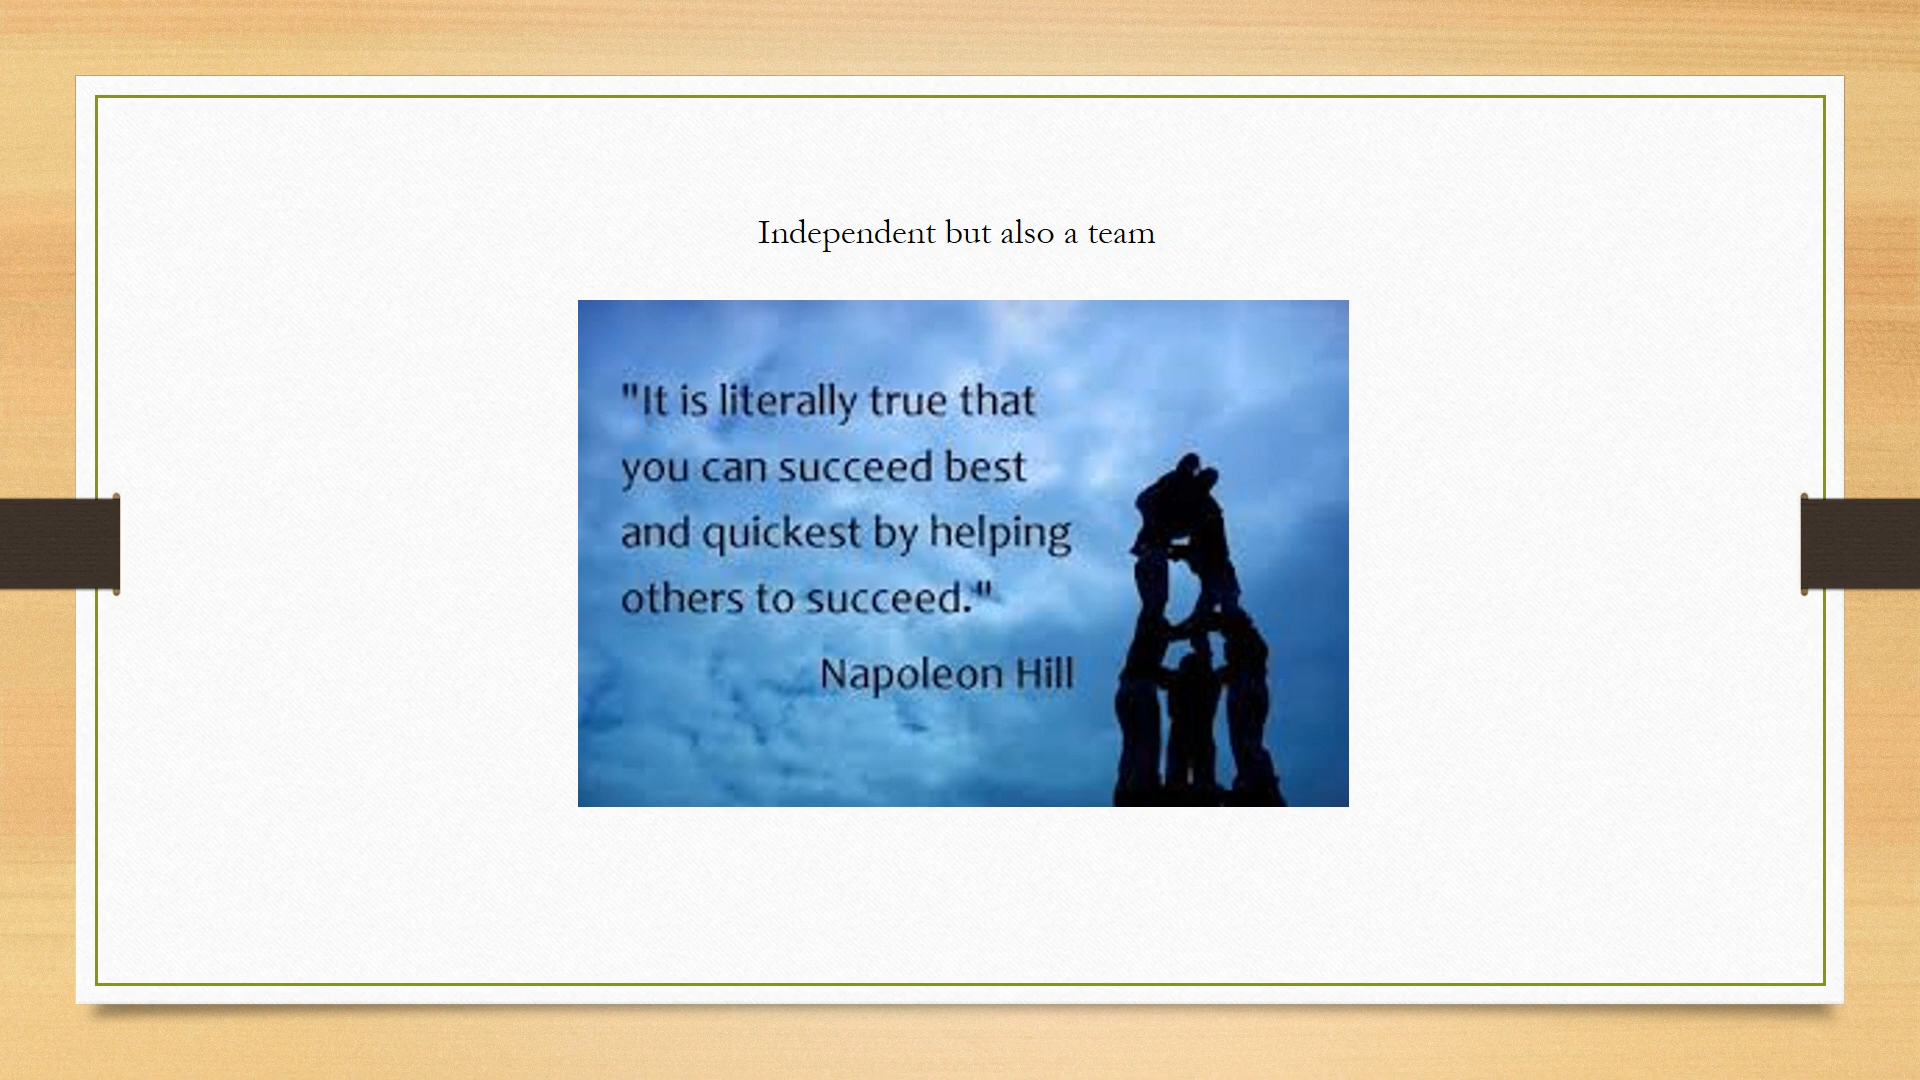 Independent but also a team
"It is literally true that
you can succeed best
and quickest by helping
others to succeed."
Napoleon Hill